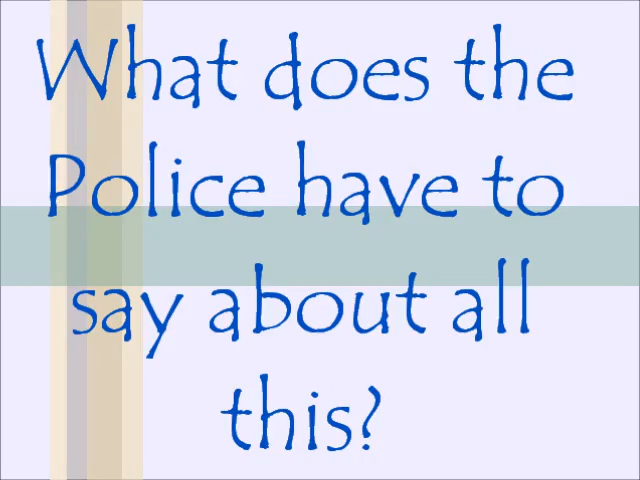 What does the
Police have to
say about all
this?